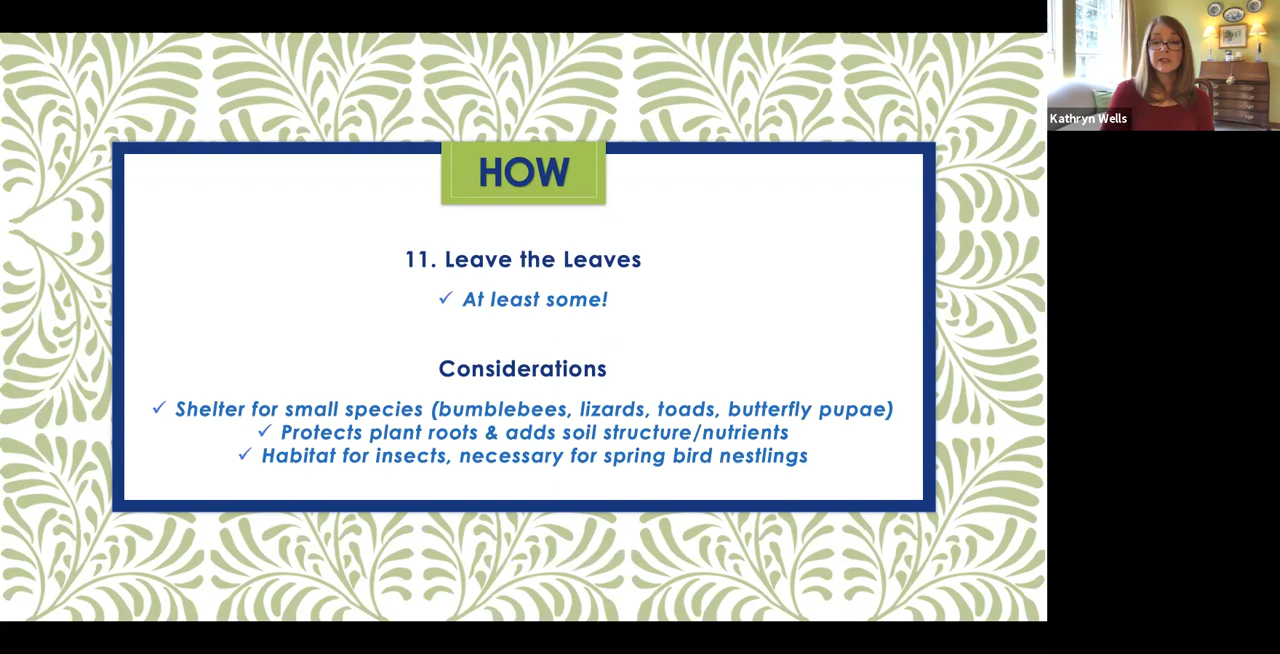 HOW
11. Leave the Leaves
✓ At least some!
Considerations
✓ Shelter for small species (bumblebees, lizards, toads, butterfly pupae)
✓ Protects plant roots & adds soil structure/nutrients
✓ Habitat for insects, necessary for spring bird nestlings
Kathryn Wells